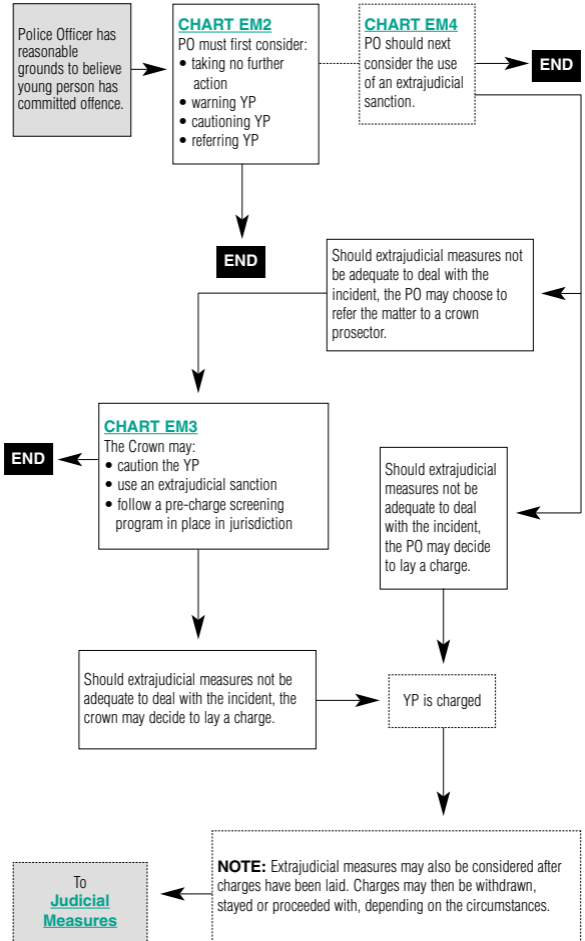 Police Officer has
reasonable
grounds to believe
young person has
committed offence.
CHART EM2
PO must first consider:
• taking no further
action
• warning YP
• cautioning YP
• referring YP
CHART EM4
PO should next
consider the use
of an extrajudicial
sanction.
END
END
Should extrajudicial measures not
be adequate to deal with the
incident, the PO may choose to
refer the matter to a crown
prosector.
CHART EM3
The Crown may:
• caution the YP
• use an extrajudicial sanction
• follow a pre-charge screening
program in place in jurisdiction
END
Should extrajudicial
measures not be
adequate to deal
with the incident,
the PO may decide
to lay a charge.
Should extrajudicial measures not be
adequate to deal with the incident, the
crown may decide to lay a charge.
YP is charged
NOTE: Extrajudicial measures may also be considered after
charges have been laid. Charges may then be withdrawn,
stayed or proceeded with, depending on the circumstances.
To
Judicial
Measures